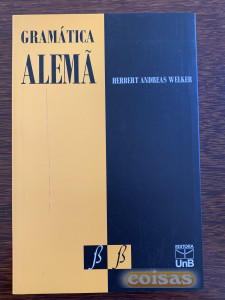 GRAMÁTICA
ALEMÃ
HERBERT ANDREAS WELKER
ß ß
EDITORA
UnB
coisas